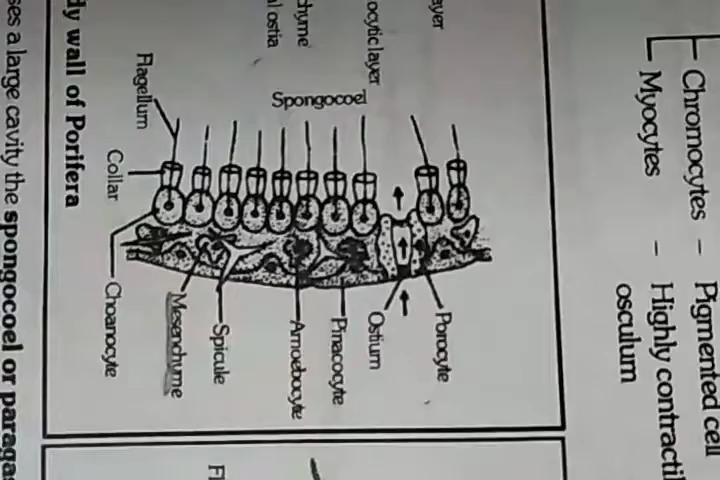 Chromocytes – Pigmented cell
Myocytes – Highly contractil
osculum
ayer
ocytic layer
chyme
l ostia
Spongocoel
Flagellum
Collar
Choanocyte
Mesenchyme
Spicule
Amoebocyte
Pinacocyte
Ostium
Porocyte
dy wall of Porifera
ses a large cavity the spongocoel or paragas
Fl